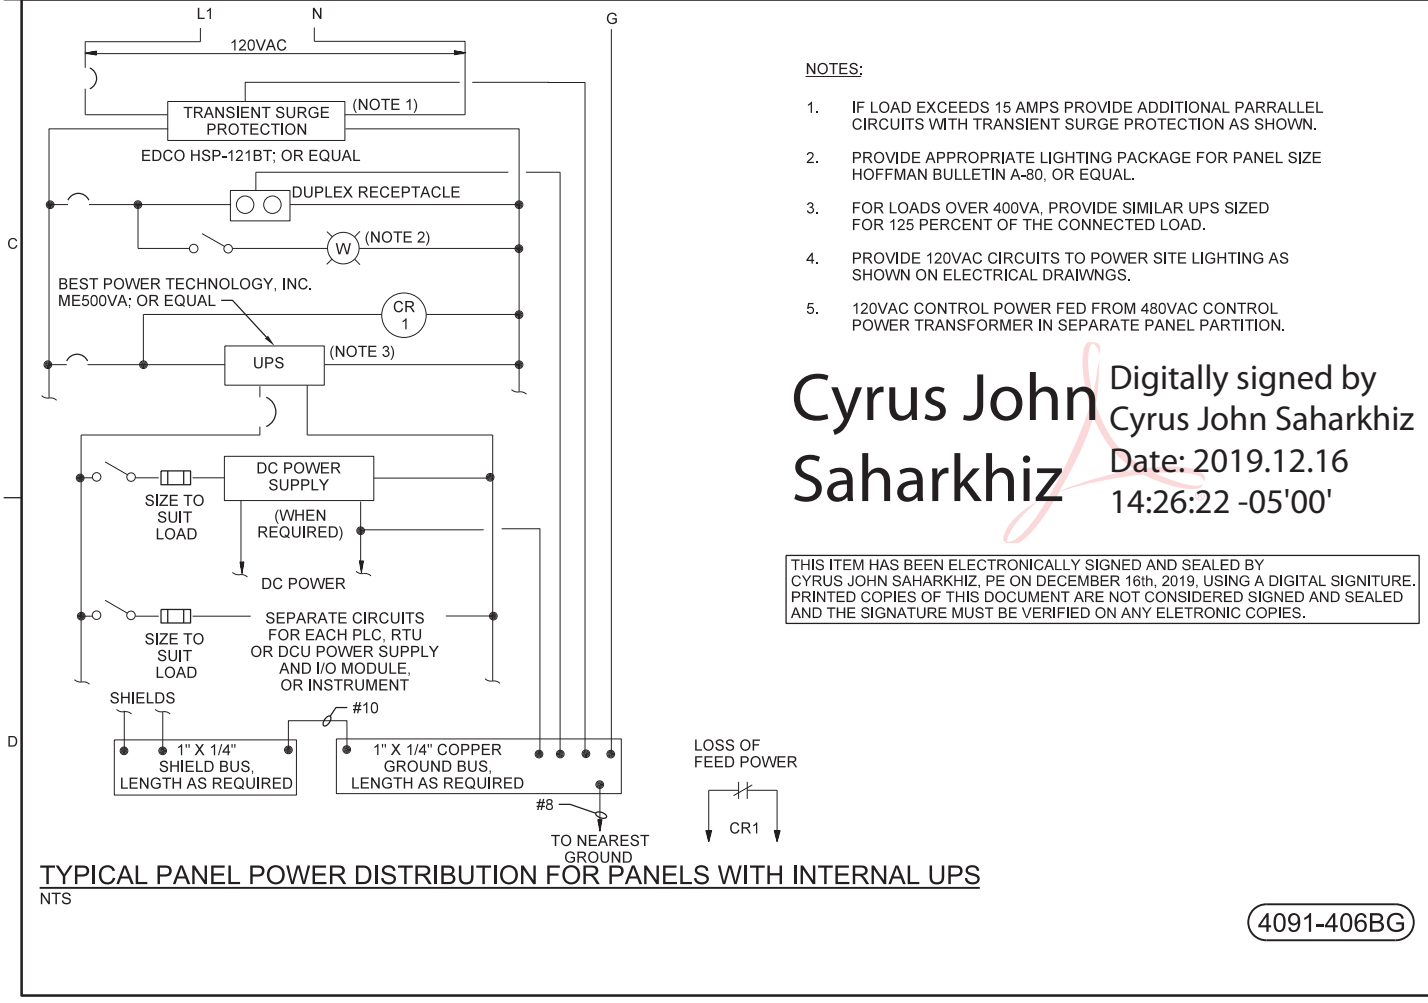 L1
N
G
120VAC
TRANSIENT SURGE
PROTECTION
(NOTE 1)
EDCO HSP-121BT; OR EQUAL
DUPLEX RECEPTACLE
W
(NOTE 2)
C
BEST POWER TECHNOLOGY, INC.
ME500VA; OR EQUAL
CR
1
UPS
(NOTE 3)
DC POWER
SUPPLY
SIZE TO
SUIT
LOAD
(WHEN
REQUIRED)
DC POWER
SIZE TO
SUIT
LOAD
SEPARATE CIRCUITS
FOR EACH PLC, RTU
OR DCU POWER SUPPLY
AND I/O MODULE,
OR INSTRUMENT
SHIELDS
#10
D
1" X 1/4"
SHIELD BUS,
LENGTH AS REQUIRED
1" X 1/4" COPPER
GROUND BUS,
LENGTH AS REQUIRED
#8
TO NEAREST
GROUND
LOSS OF
FEED POWER
CR1
NOTES:
1. IF LOAD EXCEEDS 15 AMPS PROVIDE ADDITIONAL PARRALLEL
CIRCUITS WITH TRANSIENT SURGE PROTECTION AS SHOWN.
2. PROVIDE APPROPRIATE LIGHTING PACKAGE FOR PANEL SIZE
HOFFMAN BULLETIN A-80, OR EQUAL.
3. FOR LOADS OVER 400VA, PROVIDE SIMILAR UPS SIZED
FOR 125 PERCENT OF THE CONNECTED LOAD.
4. PROVIDE 120VAC CIRCUITS TO POWER SITE LIGHTING AS
SHOWN ON ELECTRICAL DRAIWNGS.
5. 120VAC CONTROL POWER FED FROM 480VAC CONTROL
POWER TRANSFORMER IN SEPARATE PANEL PARTITION.
Cyrus John
Saharkhiz
Digitally signed by
Cyrus John Saharkhiz
Date: 2019.12.16
14:26:22 -05'00'
THIS ITEM HAS BEEN ELECTRONICALLY SIGNED AND SEALED BY
CYRUS JOHN SAHARKHIZ, PE ON DECEMBER 16th, 2019, USING A DIGITAL SIGNITURE.
PRINTED COPIES OF THIS DOCUMENT ARE NOT CONSIDERED SIGNED AND SEALED
AND THE SIGNATURE MUST BE VERIFIED ON ANY ELETRONIC COPIES.
TYPICAL PANEL POWER DISTRIBUTION FOR PANELS WITH INTERNAL UPS
NTS
4091-406BG